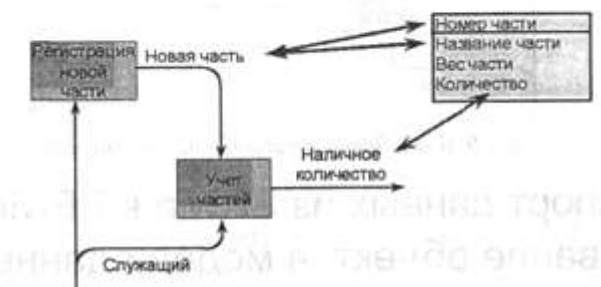 Регистрация
новой
части
Новая часть
Номер части
Название части
Вес части
Количество
Учет
частей
Наличное
количество
Служащий